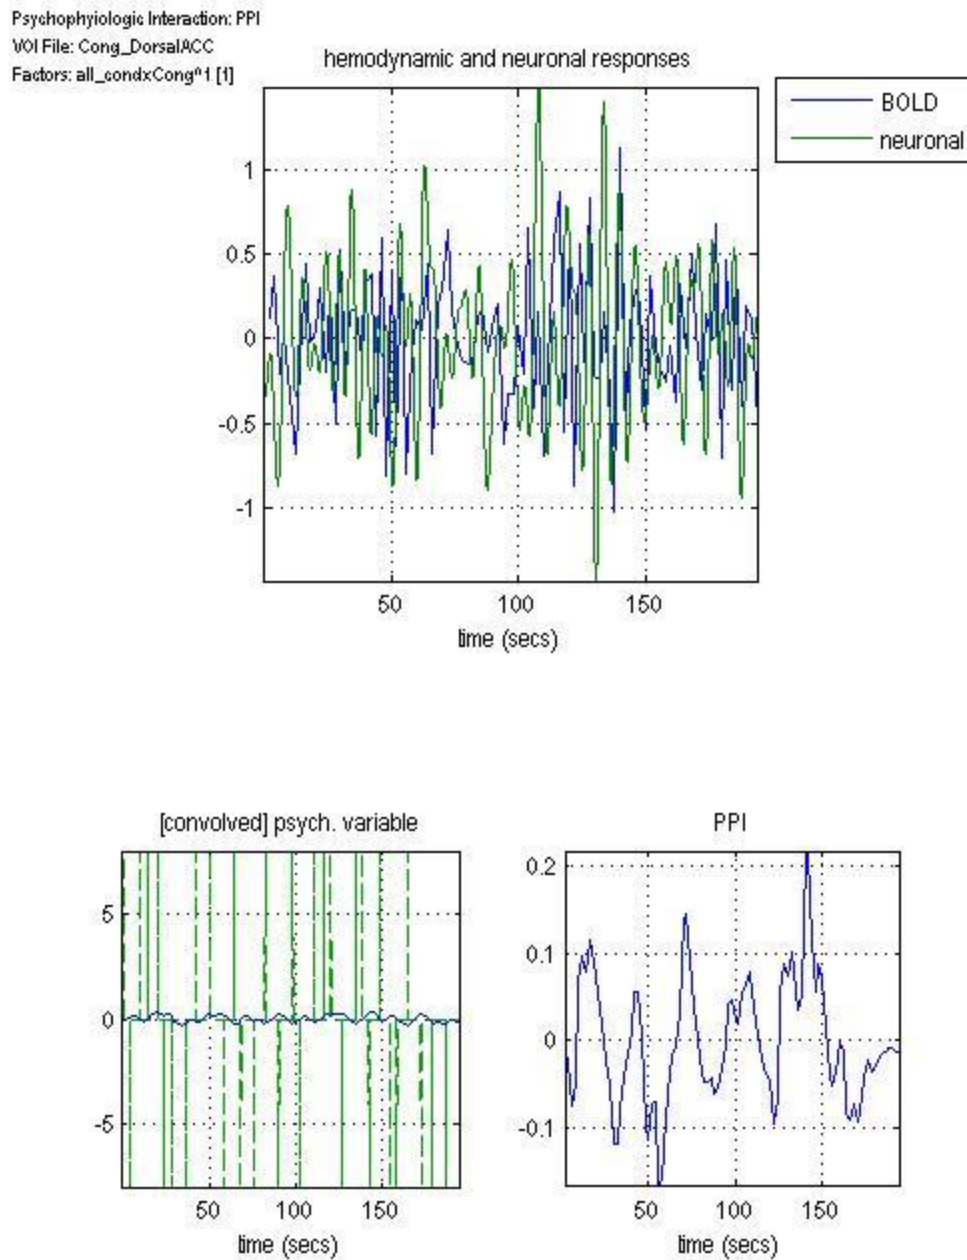 Psychophyiologic Interaction: PPI
VOI File: Cong_DorsalACC
Factors: all_condxCong^1 [1]
hemodynamic and neuronal responses
BOLD
neuronal
1
0.5
0
-0.5
-1
50 100 150
time (secs)
[convolved] psych. variable
5
0
-5
50 100 150
time (secs)
PPI
0.2
0.1
0
-0.1
50 100 150
time (secs)